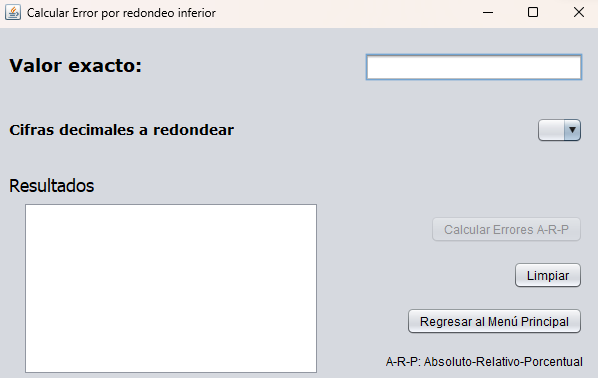 Calcular Error por redondeo inferior
Valor exacto:
Cifras decimales a redondear
Resultados
Calcular Errores A-R-P
Limpiar
Regresar al Menú Principal
A-R-P: Absoluto-Relativo-Porcentual